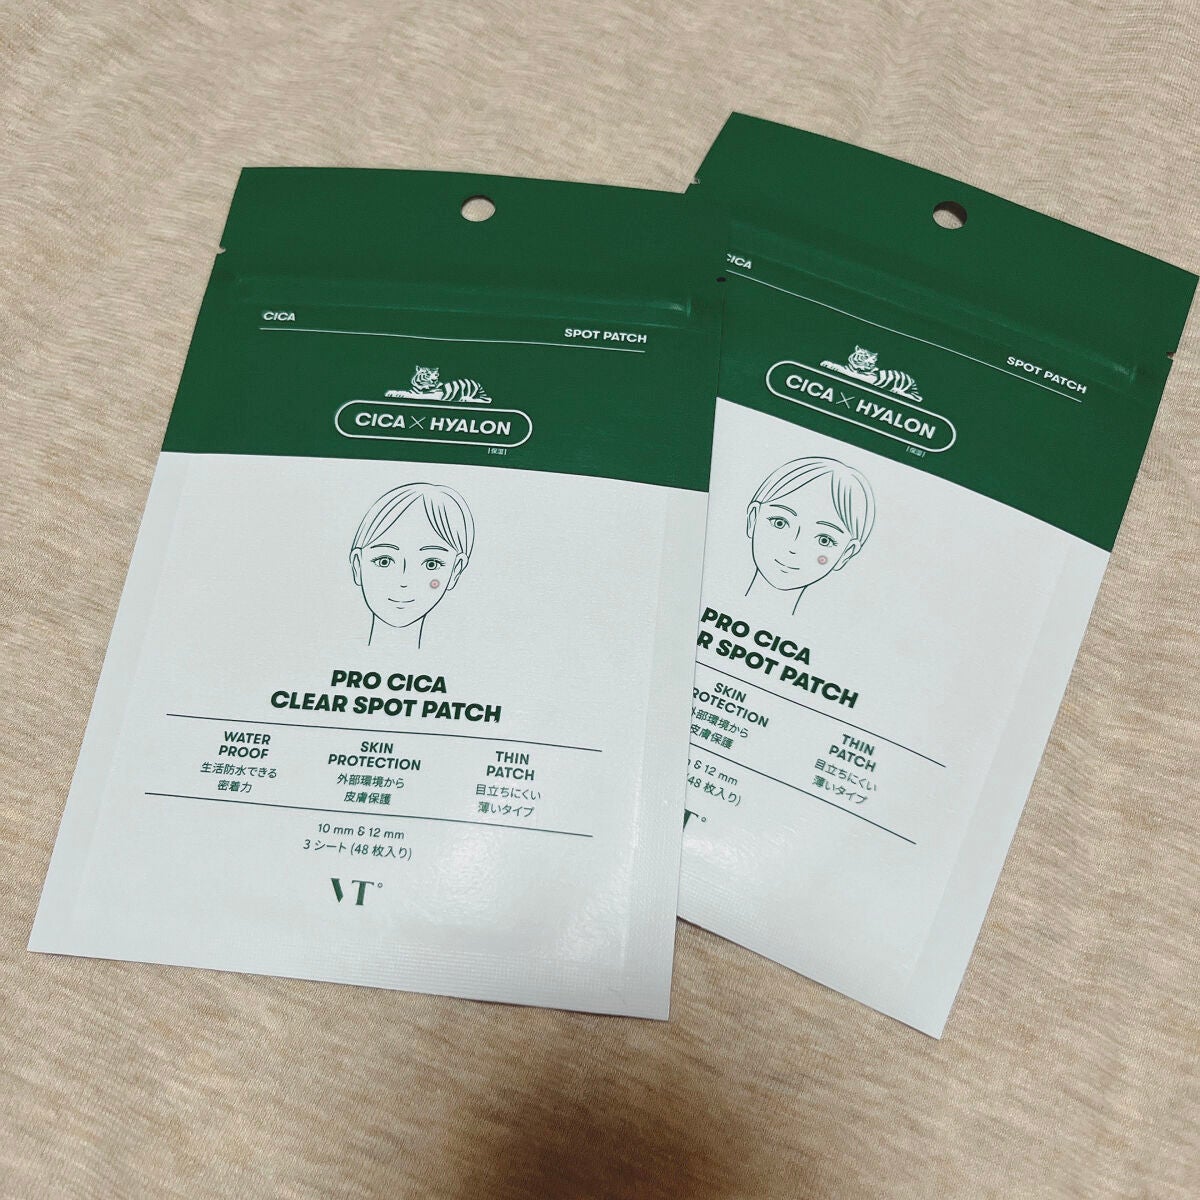 CICA
SPOT PATCH
CICA×HYALON
[保湿]
PRO CICA
CLEAR SPOT PATCH
WATER
PROOF
生活防水できる
密着力
SKIN
PROTECTION
外部環境から
皮膚保護
THIN
PATCH
目立ちにくい
薄いタイプ
10 mm & 12 mm
3 シート (48 枚入り)
VT°
CICA
SPOT PATCH
CICA×HYALON
[保湿]
PRO CICA
R SPOT PATCH
SKIN
ROTECTION
外部環境から
皮膚保護
THIN
PATCH
目立ちにくい
薄いタイプ
& 12 mm
(48 枚入り)
T°